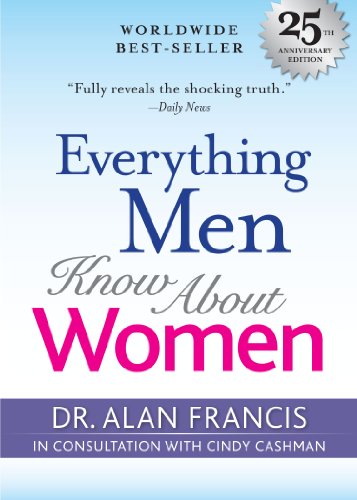 WORLDWIDE
BEST-SELLER
25TH
ANNIVERSARY
EDITION
“Fully reveals the shocking truth.”
—Daily News
Everything
Men
Know About
Women
DR. ALAN FRANCIS
IN CONSULTATION WITH CINDY CASHMAN